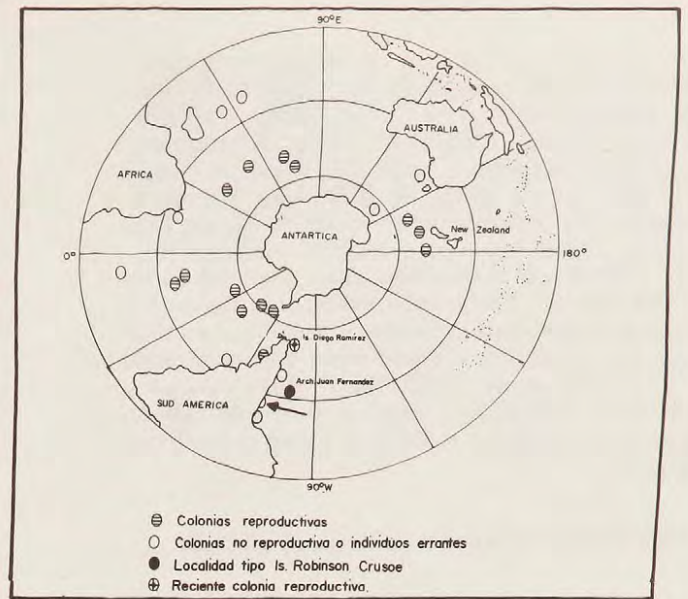 90°E
AUSTRALIA
AFRICA
ANTARTICA
New Zealand
0°
180°
Is. Diego Ramirez
Arch. Juan Fernandez
SUD AMERICA
90°W
Colonias reproductivas
Colonias no reproductiva o individuos errantes
Localidad tipo Is. Robinson Crusoe
Reciente colonia reproductiva.